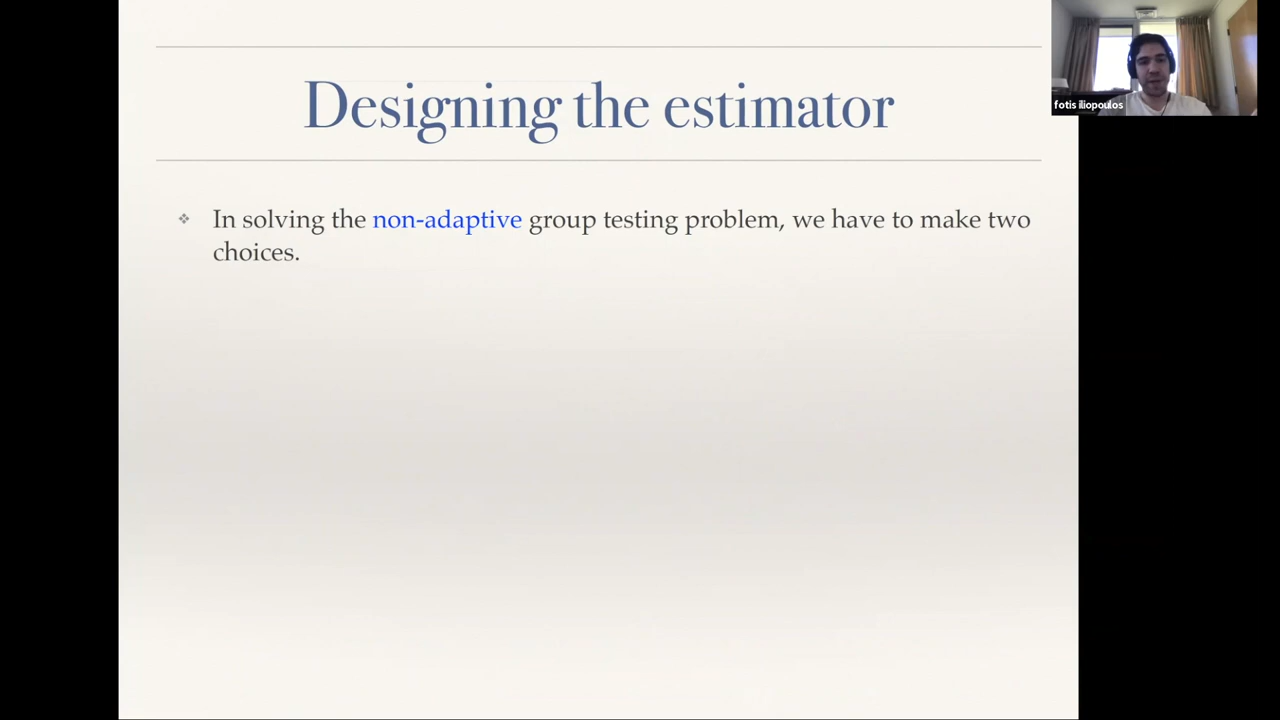 Designing the estimator
fotis iliopoulos
In solving the non-adaptive group testing problem, we have to make two
choices.